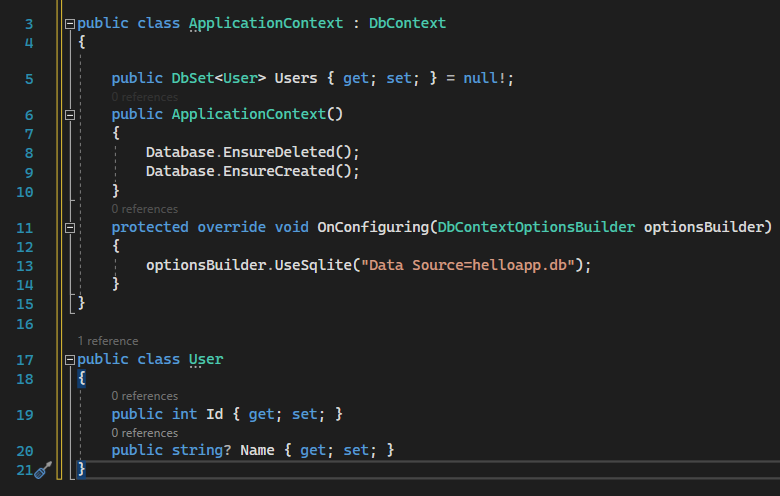 3 public class ApplicationContext : DbContext
4 {
5 public DbSet<User> Users { get; set; } = null!;
0 references
6 public ApplicationContext()
7 {
8 Database.EnsureDeleted();
9 Database.EnsureCreated();
10 }
0 references
11 protected override void OnConfiguring(DbContextOptionsBuilder optionsBuilder)
12 {
13 optionsBuilder.UseSqlite("Data Source=helloapp.db");
14 }
15 }
16
1 reference
17 public class User
18 {
0 references
19 public int Id { get; set; }
0 references
20 public string? Name { get; set; }
21 }